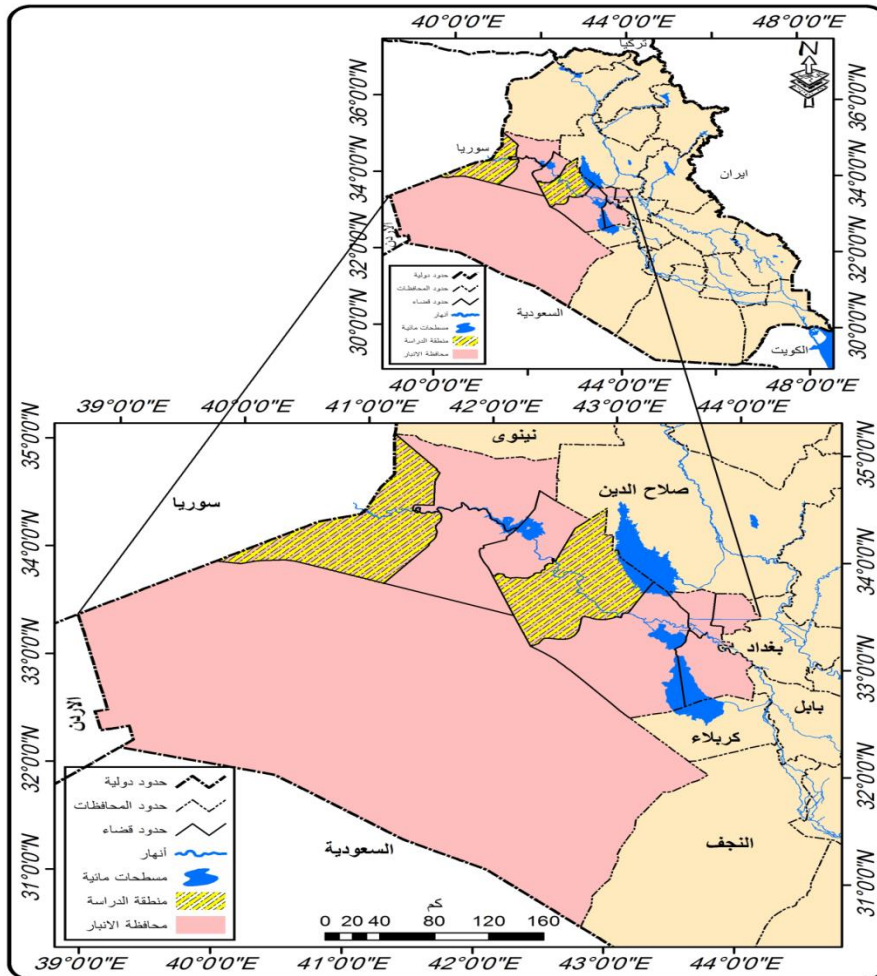 40°0'0"E 44°0'0"E 48°0'0"E
تركيا
N
36°0'0"N
36°0'0"N
سوريا
ايران
34°0'0"N
34°0'0"N
32°0'0"N
32°0'0"N
الاردن
حدود دولية
حدود المحافظات
حدود قضاء
أنهار
مسطحات مائية
منطقة الدراسة
محافظة الانبار
السعودية
30°0'0"N
30°0'0"N
الكويت
40°0'0"E 44°0'0"E 48°0'0"E
39°0'0"E 40°0'0"E 41°0'0"E 42°0'0"E 43°0'0"E 44°0'0"E
35°0'0"N
35°0'0"N
نينوى
سوريا
صلاح الدين
34°0'0"N
34°0'0"N
33°0'0"N
33°0'0"N
بغداد
الاردن
بابل
كربلاء
32°0'0"N
32°0'0"N
حدود دولية
حدود المحافظات
حدود قضاء
أنهار
مسطحات مائية
منطقة الدراسة
محافظة الانبار
السعودية
النجف
31°0'0"N
31°0'0"N
كم
0 20 40 80 120 160
39°0'0"E 40°0'0"E 41°0'0"E 42°0'0"E 43°0'0"E 44°0'0"E